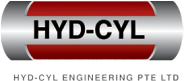 HYD-CYL
HYD-CYL ENGINEERING PTE LTD